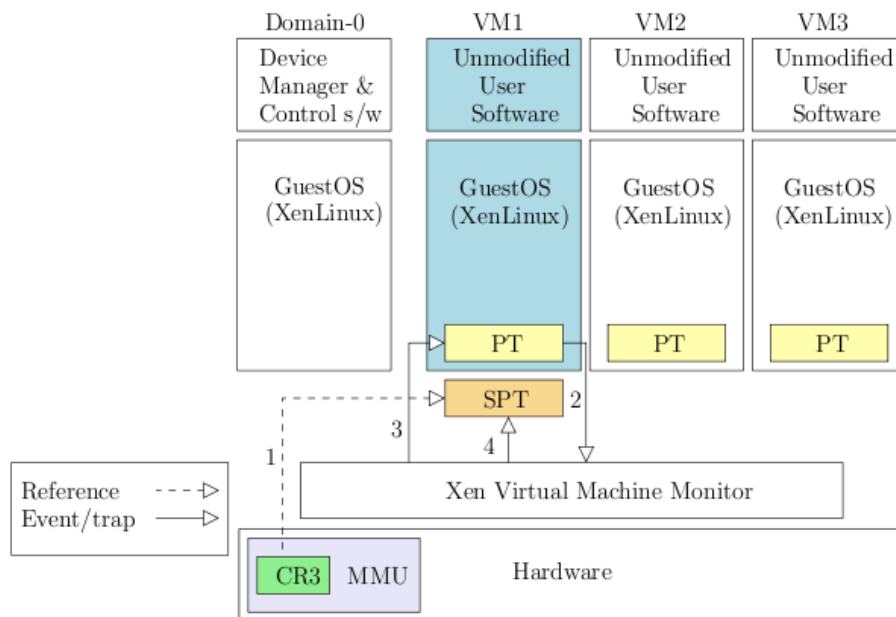 Domain-0
VM1
VM2
VM3
Device
Manager &
Control s/w
Unmodified
User
Software
Unmodified
User
Software
Unmodified
User
Software
GuestOS
(XenLinux)
GuestOS
(XenLinux)
GuestOS
(XenLinux)
GuestOS
(XenLinux)
PT
PT
PT
SPT
2
3
4
1
Reference
Event/trap
Xen Virtual Machine Monitor
CR3
MMU
Hardware